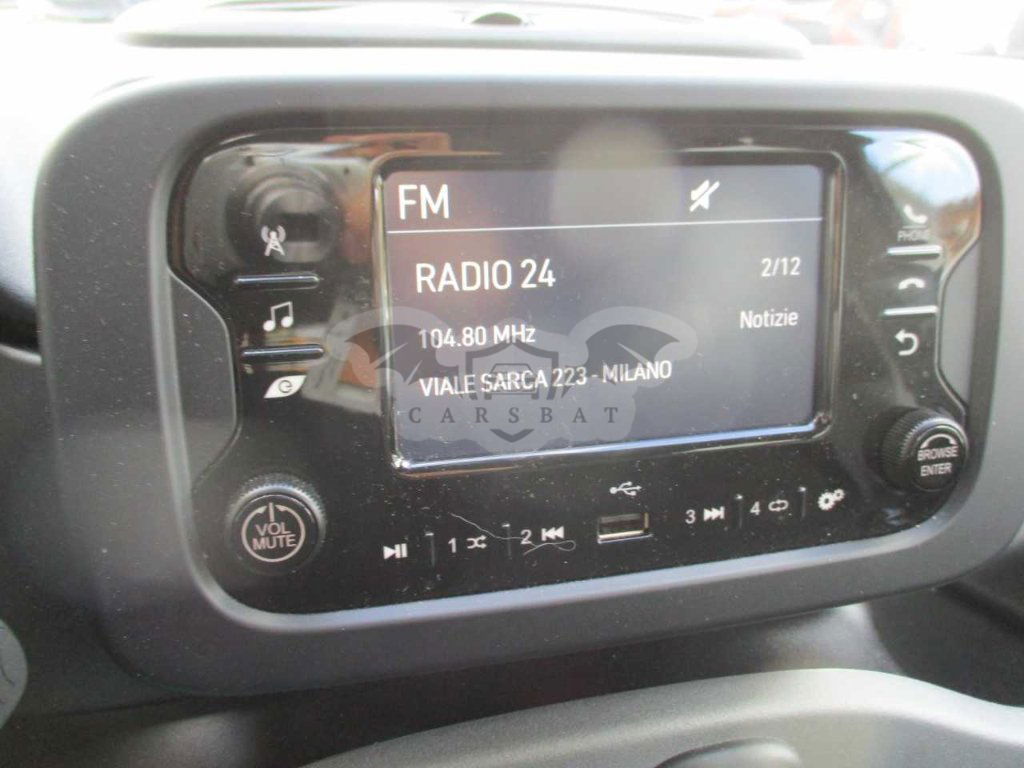 FM
RADIO 24
2/12
104.80 MHz
Notizie
VIALE SARCA 223 - MILANO
CARSBAT
PHONE
BROWSE
ENTER
VOL
MUTE
1
2
3
4